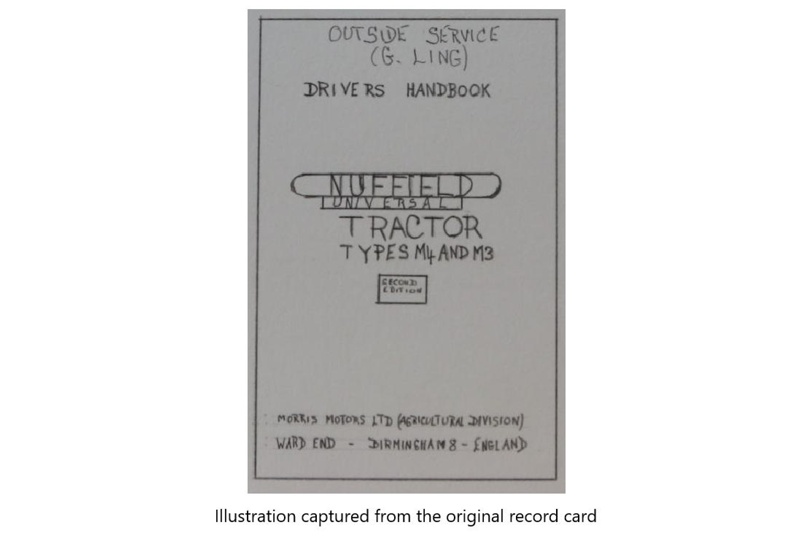 OUTSIDE SERVICE
(G. LING)
DRIVERS HANDBOOK
NUFFIELD
UNIVERSAL
TRACTOR
TYPES M4 AND M3
SECOND
EDITION
MORRIS MOTORS LTD (AGRICULTURAL DIVISION)
WARD END - BIRMINGHAM 8 - ENGLAND
Illustration captured from the original record card